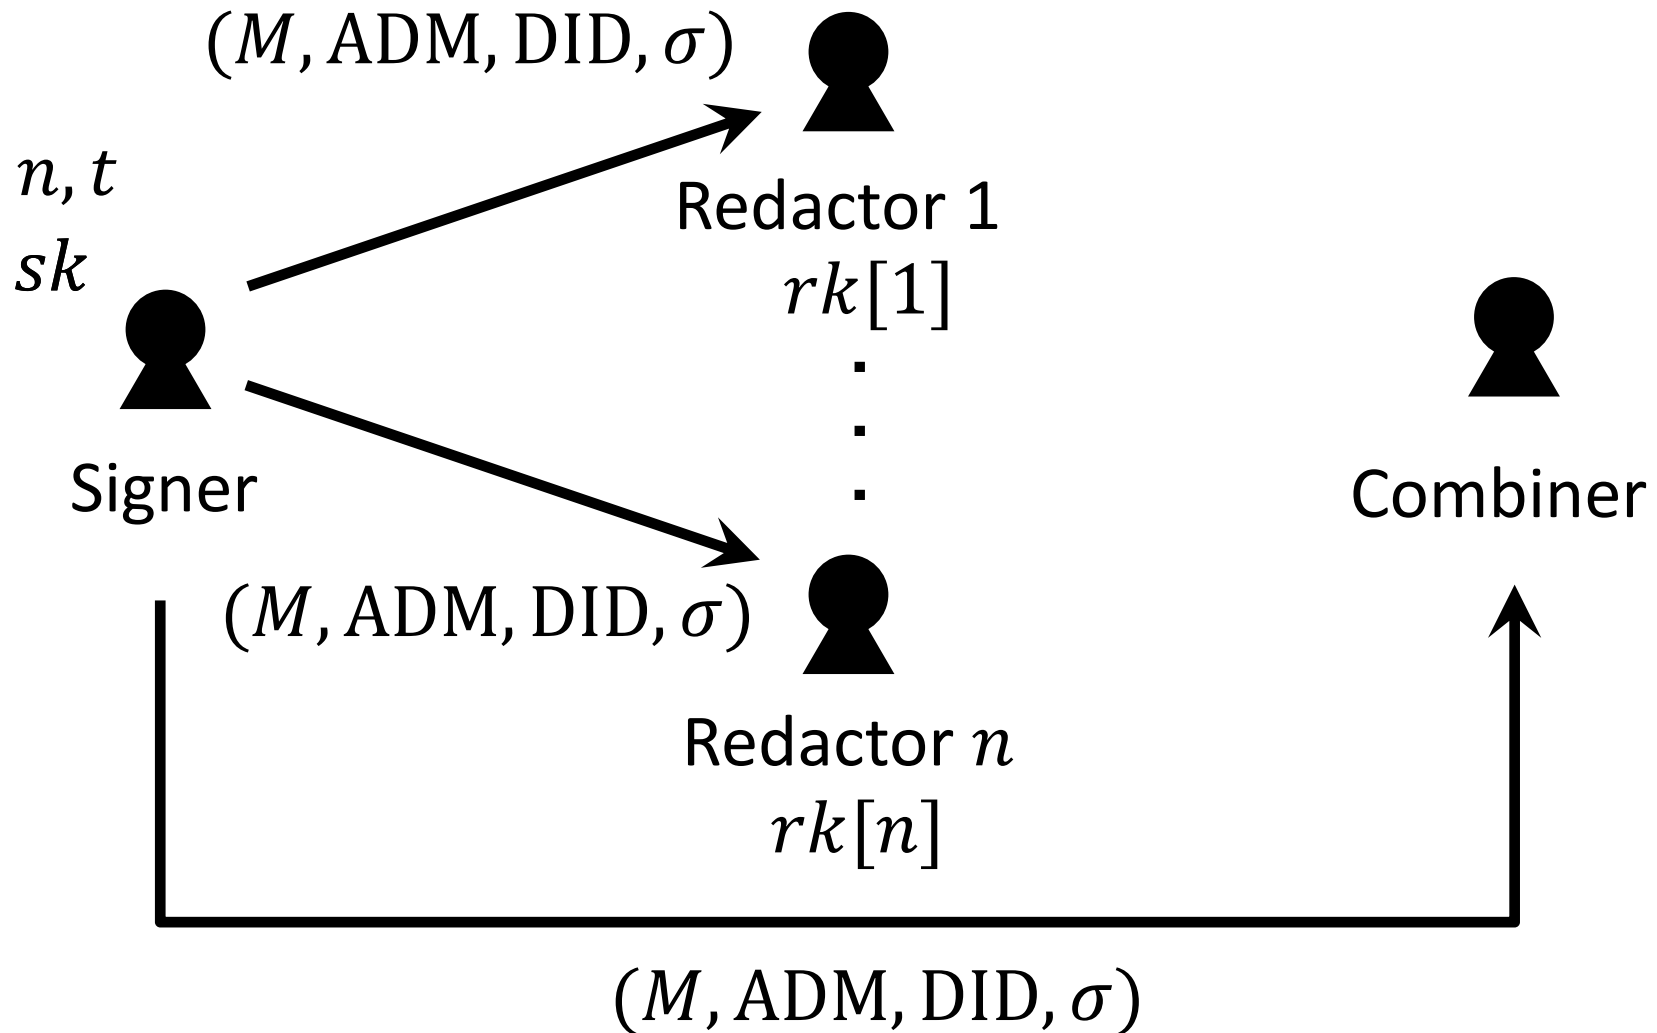 (M, ADM, DID, σ)
n, t
sk
Signer
Redactor 1
rk[1]
Combiner
(M, ADM, DID, σ)
Redactor n
rk[n]
(M, ADM, DID, σ)